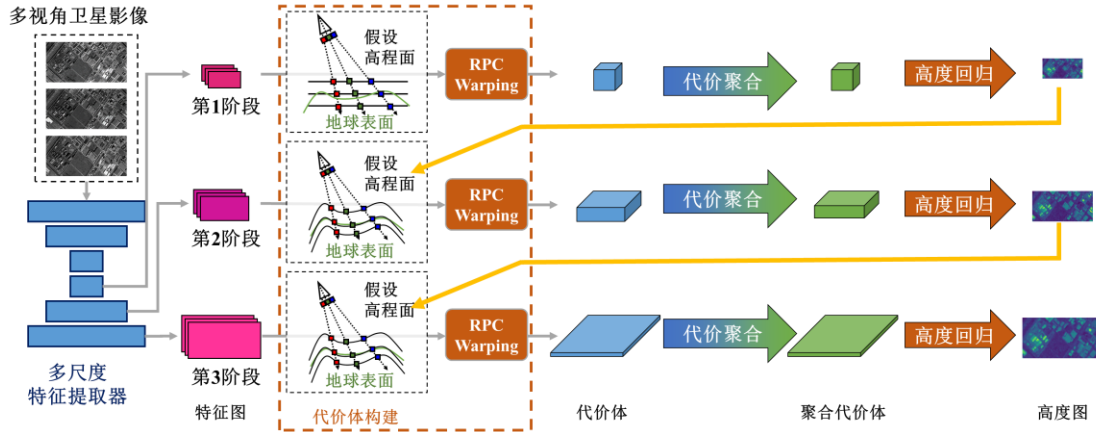 多视角卫星影像
第1阶段
假设
高程面
地球表面
RPC
Warping
代价聚合
高度回归
第2阶段
假设
高程面
地球表面
RPC
Warping
代价聚合
高度回归
第3阶段
假设
高程面
地球表面
RPC
Warping
代价聚合
高度回归
多尺度
特征提取器
特征图
代价体构建
代价体
聚合代价体
高度图